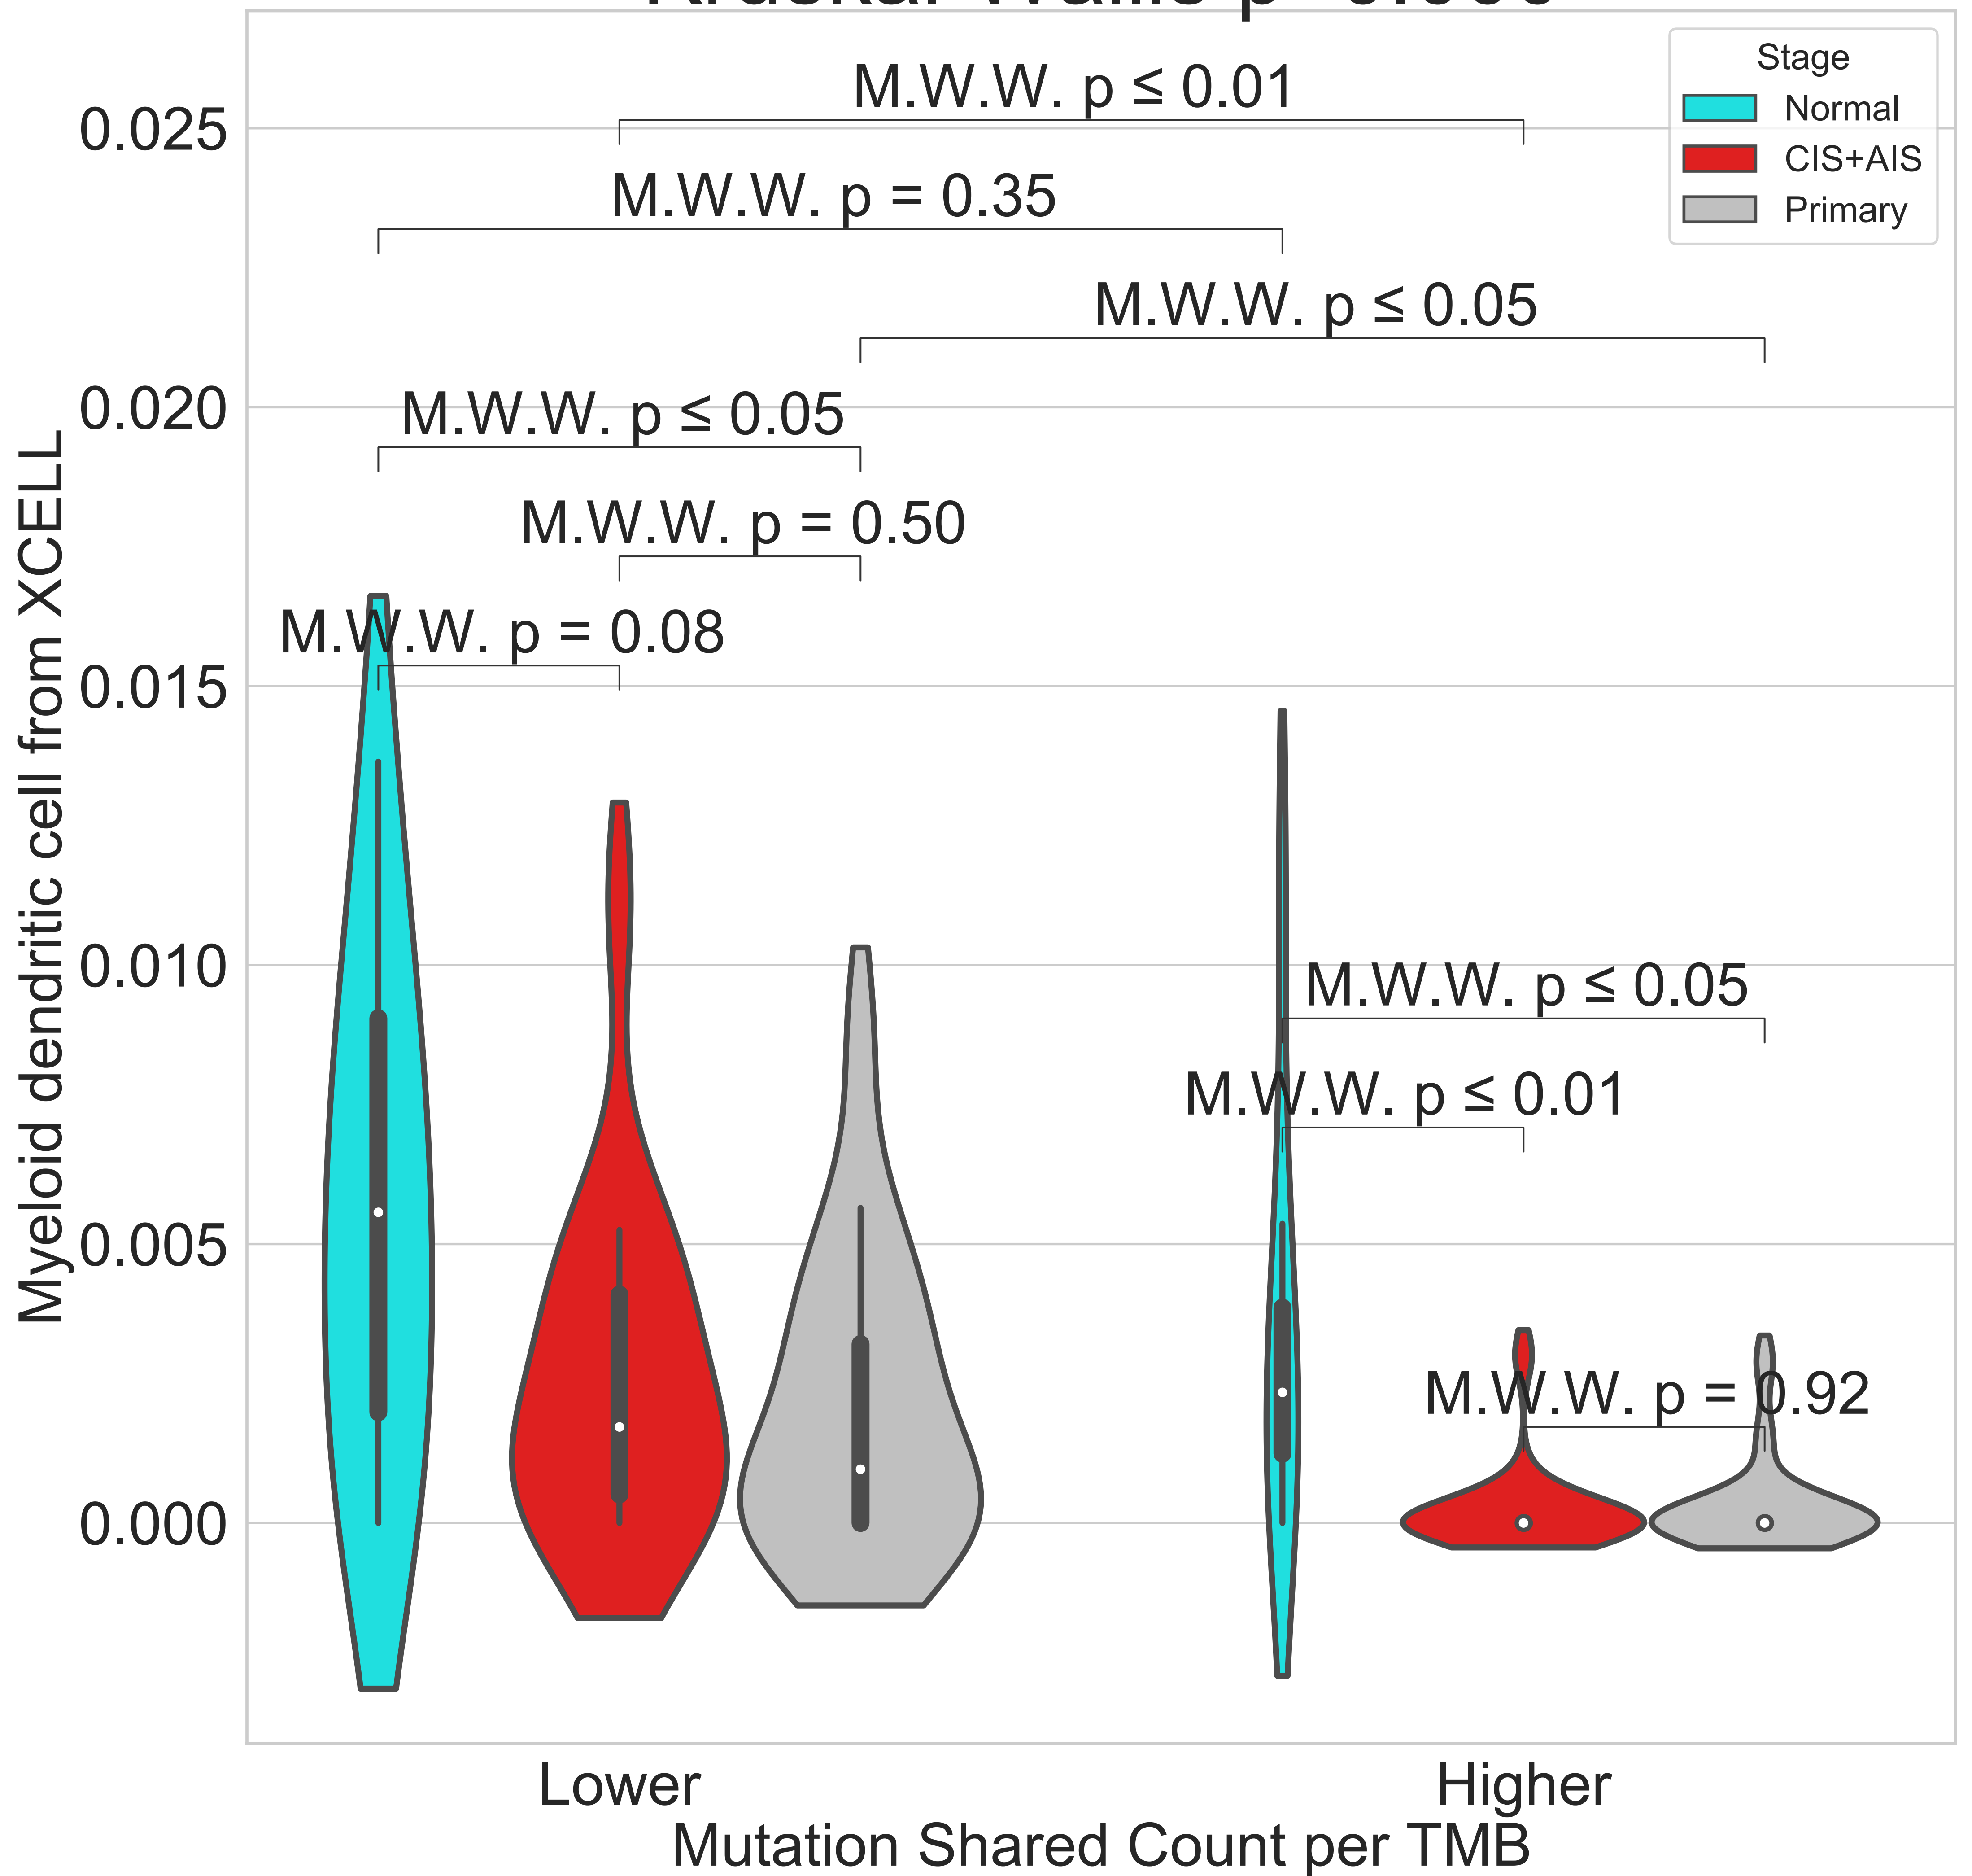 Stage
Normal
CIS+AIS
Primary
M.W.W. p ≤ 0.01
M.W.W. p = 0.35
M.W.W. p ≤ 0.05
M.W.W. p ≤ 0.05
M.W.W. p = 0.50
M.W.W. p = 0.08
M.W.W. p ≤ 0.05
M.W.W. p ≤ 0.01
M.W.W. p = 0.92
0.025
0.020
0.015
0.010
0.005
0.000
Myeloid dendritic cell from XCELL
Lower
Higher
Mutation Shared Count per TMB